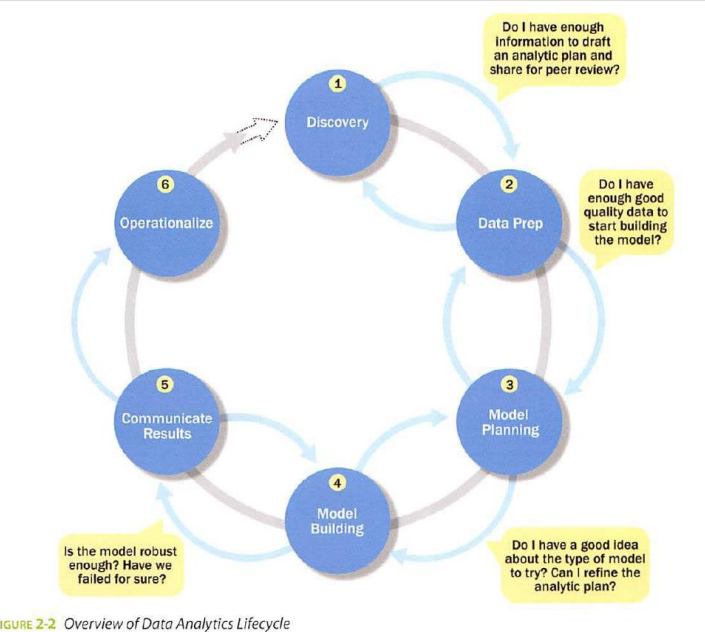 Do I have enough
information to draft
an analytic plan and
share for peer review?
1
Discovery
2
Data Prep
Do I have
enough good
quality data to
start building
the model?
3
Model
Planning
Do I have a good idea
about the type of model
to try? Can I refine the
analytic plan?
4
Model
Building
Is the model robust
enough? Have we
failed for sure?
5
Communicate
Results
6
Operationalize
IGURE 2-2 Overview of Data Analytics Lifecycle